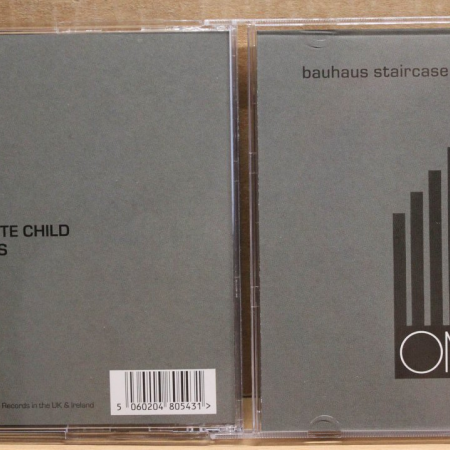 TE CHILD
S
Records in the UK & Ireland
5 060204 805431 >
bauhaus staircase
OM